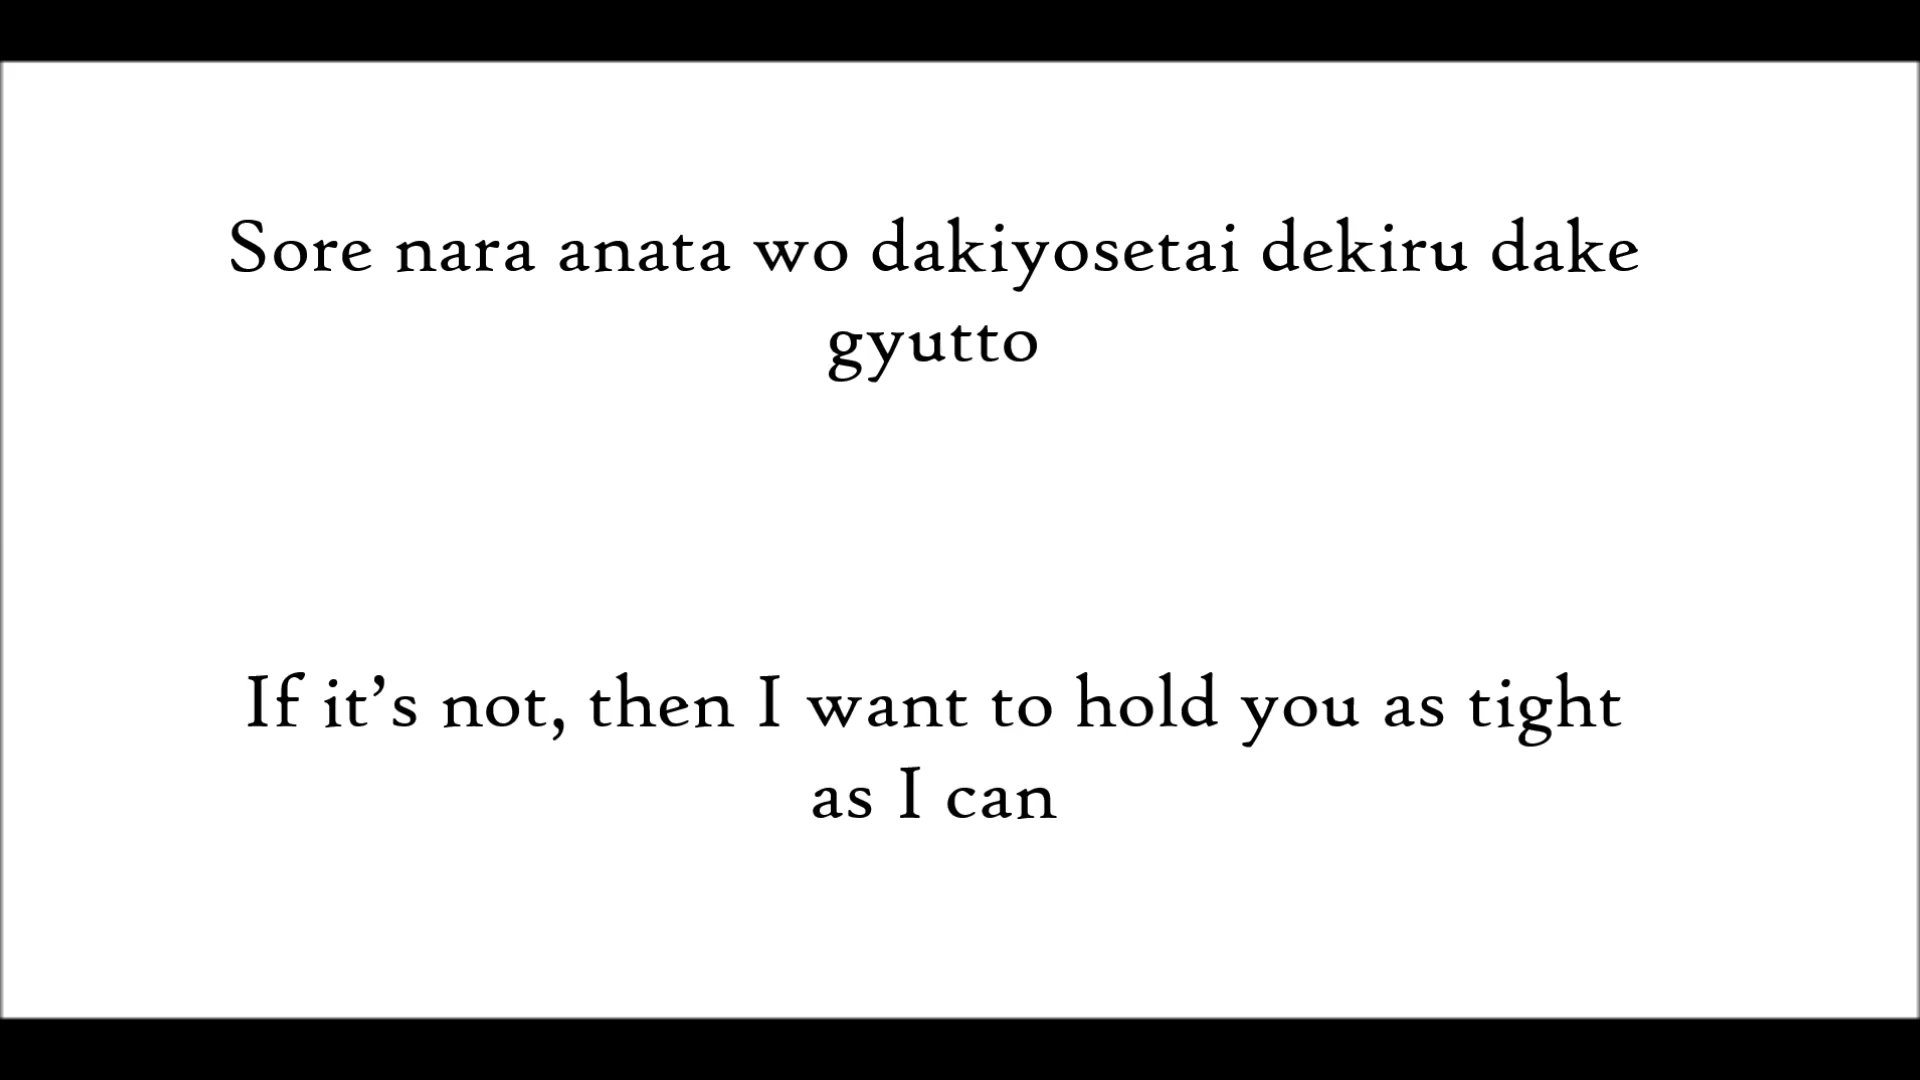 Sore nara anata wo dakiyosetai dekiru dake
gyutto
If it's not, then I want to hold you as tight
as I can